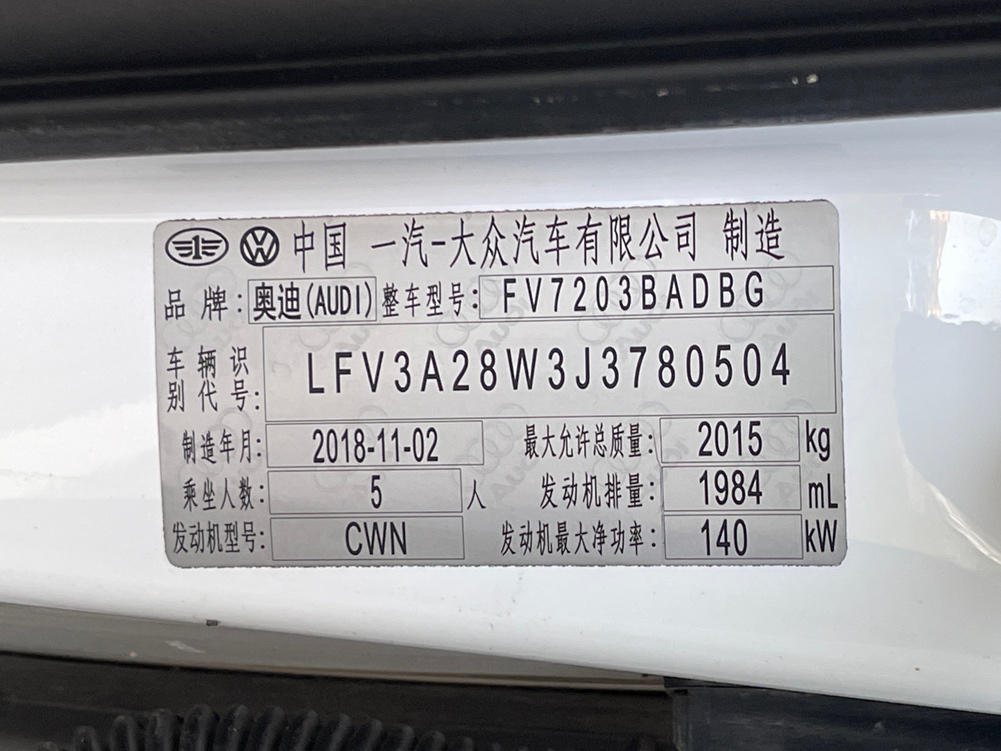 中国 一汽-大众汽车有限公司 制造
品牌:奥迪(AUDI) 整车型号:FV7203BADBG
车辆识别代号:LFV3A28W3J3780504
制造年月:2018-11-02 最大允许总质量:2015 kg
乘坐人数:5 人 发动机排量:1984 mL
发动机型号:CWN 发动机最大净功率:140 kW